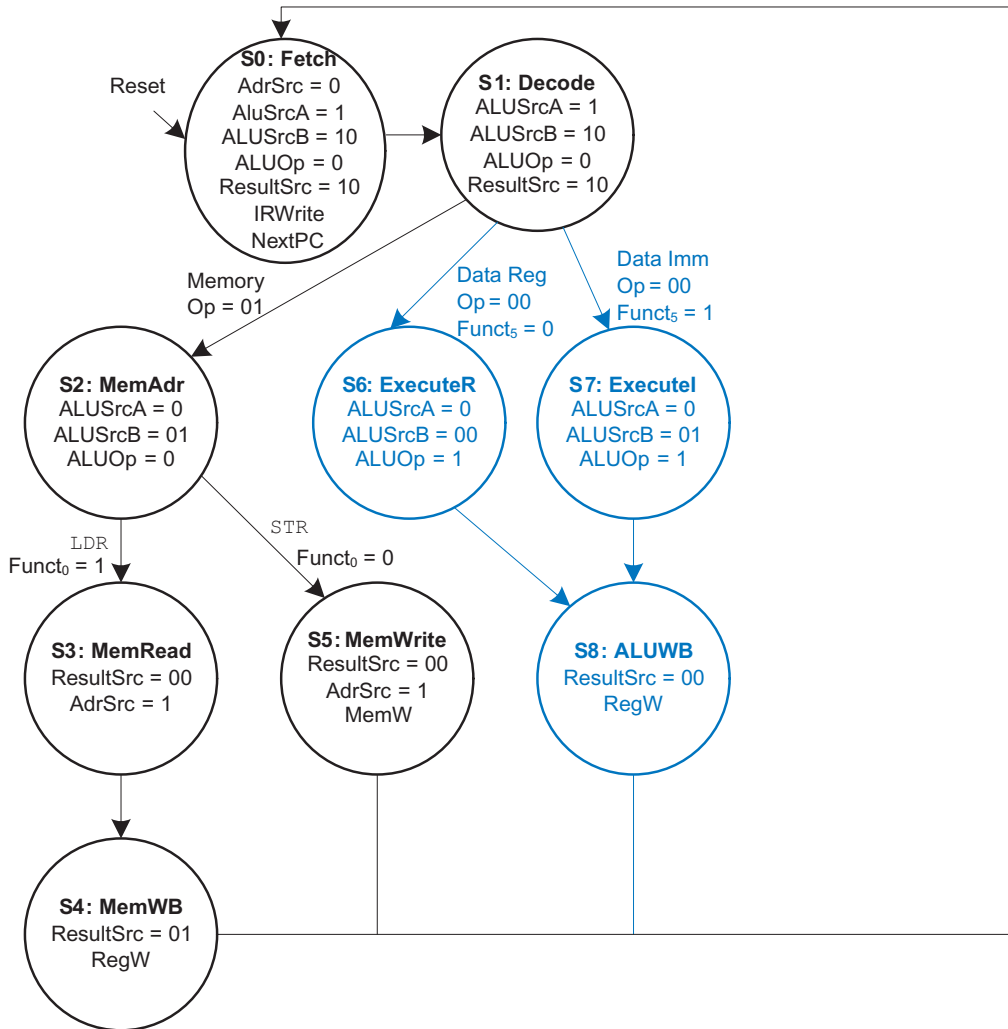 Reset
S0: Fetch
AdrSrc = 0
AluSrcA = 1
ALUSrcB = 10
ALUOp = 0
ResultSrc = 10
IRWrite
NextPC
S1: Decode
ALUSrcA = 1
ALUSrcB = 10
ALUOp = 0
ResultSrc = 10
Memory
Op = 01
Data Reg
Op = 00
Funct₅ = 0
Data Imm
Op = 00
Funct₅ = 1
S2: MemAdr
ALUSrcA = 0
ALUSrcB = 01
ALUOp = 0
S6: ExecuteR
ALUSrcA = 0
ALUSrcB = 00
ALUOp = 1
S7: ExecuteI
ALUSrcA = 0
ALUSrcB = 01
ALUOp = 1
LDR
Funct₀ = 1
STR
Funct₀ = 0
S3: MemRead
ResultSrc = 00
AdrSrc = 1
S5: MemWrite
ResultSrc = 00
AdrSrc = 1
MemW
S8: ALUWB
ResultSrc = 00
RegW
S4: MemWB
ResultSrc = 01
RegW